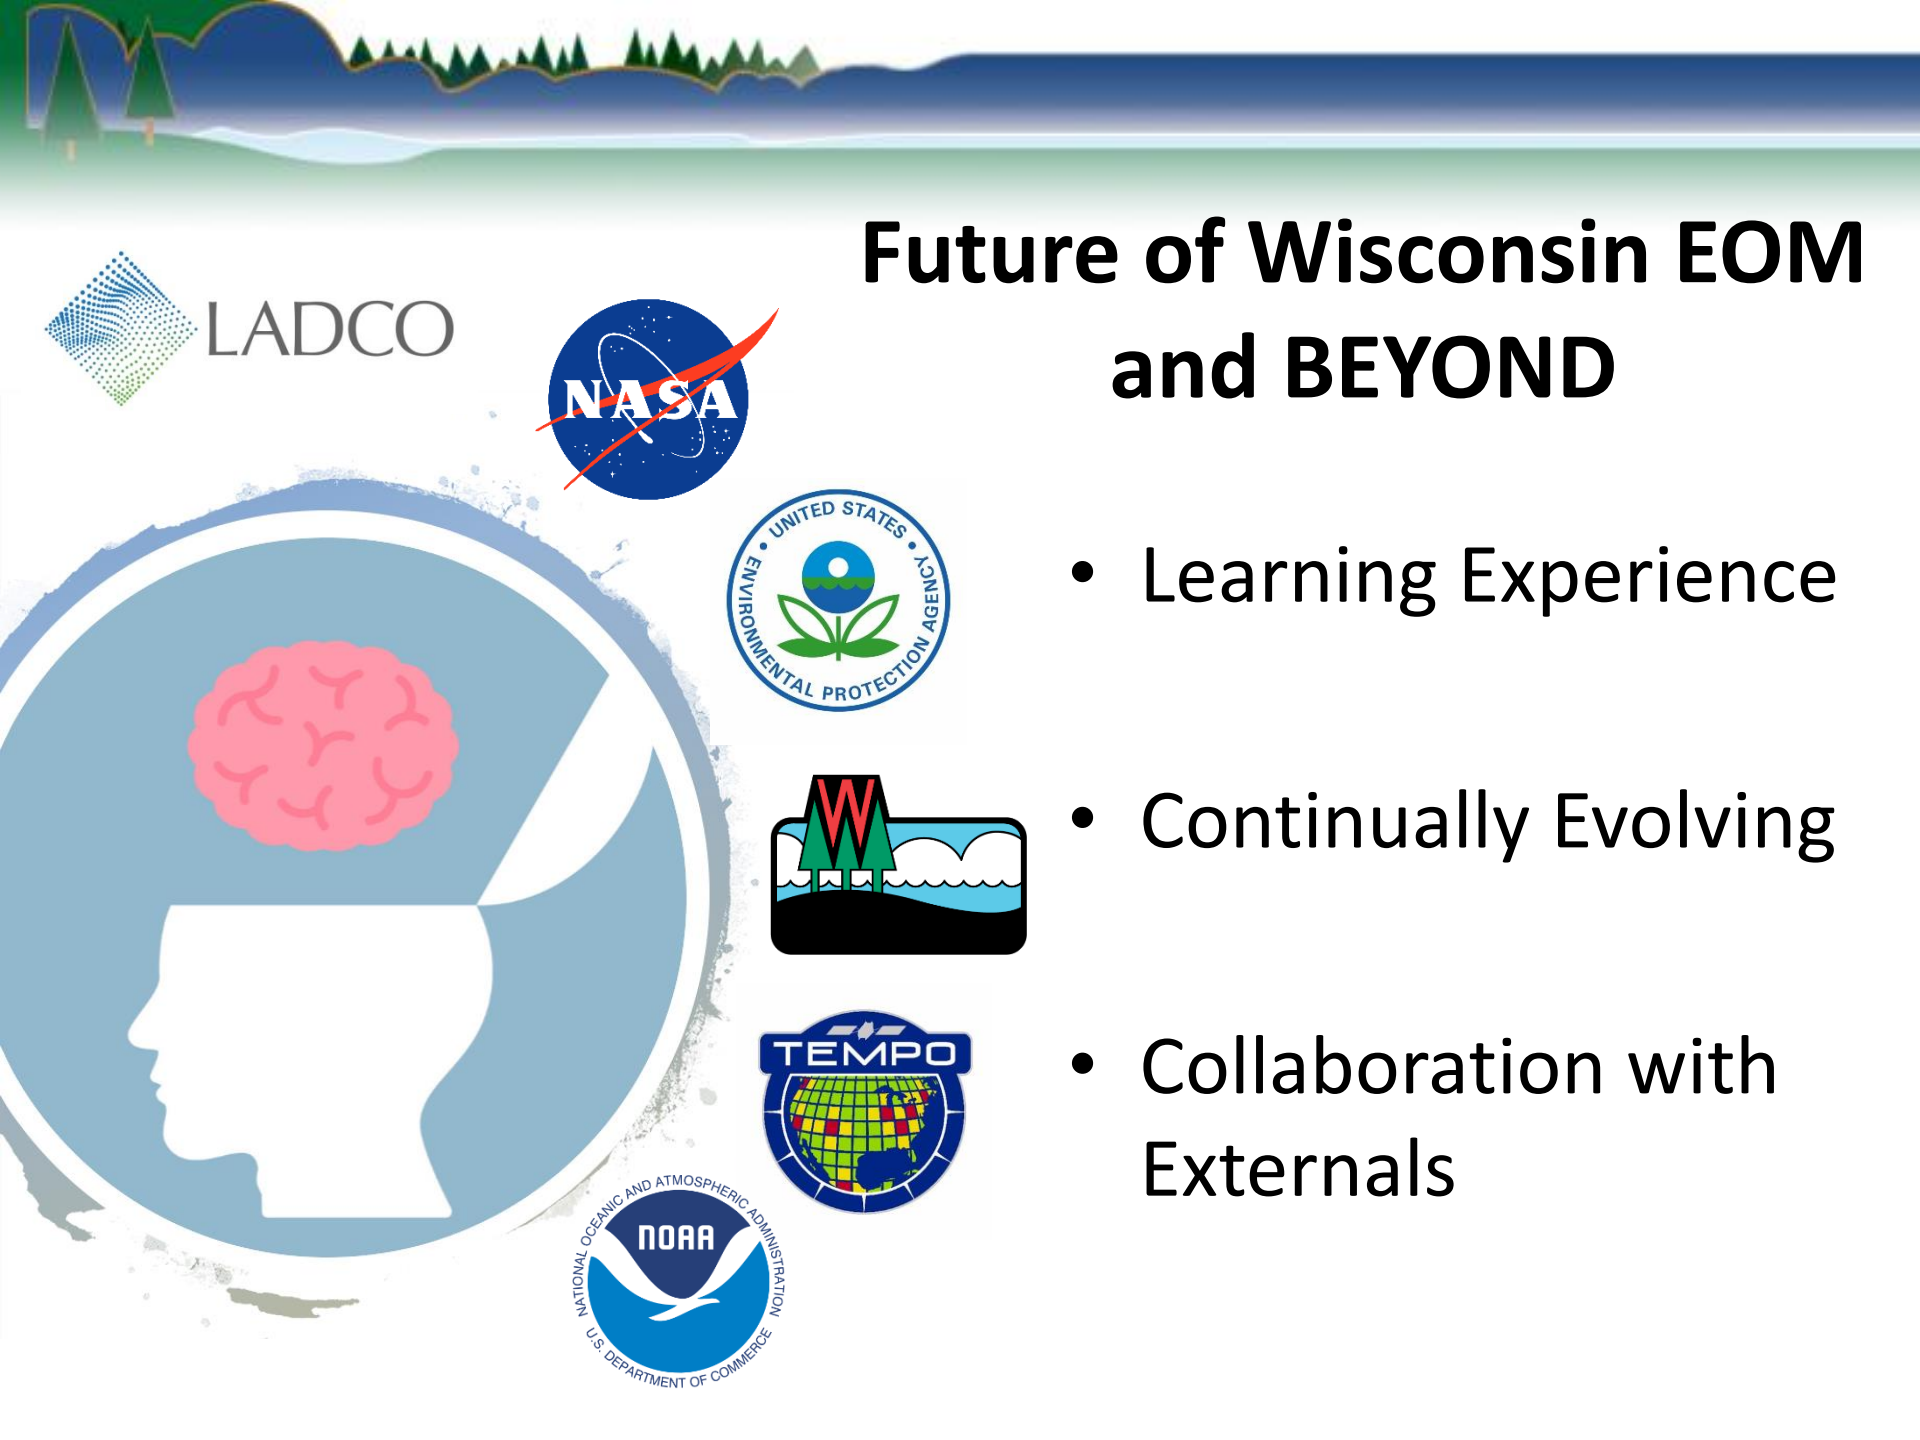 Future of Wisconsin EOM
and BEYOND
LADCO
NASA
• UNITED STATES •
ENVIRONMENTAL PROTECTION AGENCY
W
TEMPO
NATIONAL OCEANIC AND ATMOSPHERIC ADMINISTRATION
NOAA
U.S. DEPARTMENT OF COMMERCE
• Learning Experience
• Continually Evolving
• Collaboration with
Externals